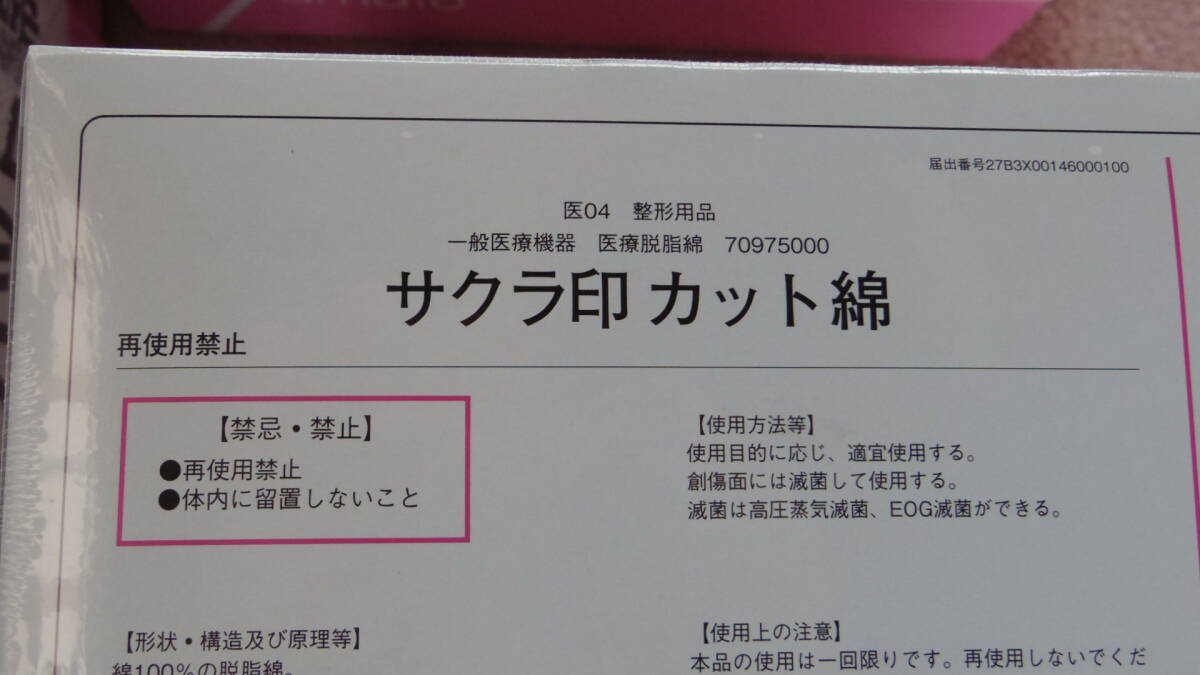 届出番号27B3X00146000100
医04　整形用品
一般医療機器　医療脱脂綿　70975000
サクラ印 カット綿
再使用禁止
【禁忌・禁止】
●再使用禁止
●体内に留置しないこと
【使用方法等】
使用目的に応じ、適宜使用する。
創傷面には滅菌して使用する。
滅菌は高圧蒸気滅菌、EOG滅菌ができる。
【形状・構造及び原理等】
綿100%の脱脂綿。
【使用上の注意】
本品の使用は一回限りです。再使用しないでくだ